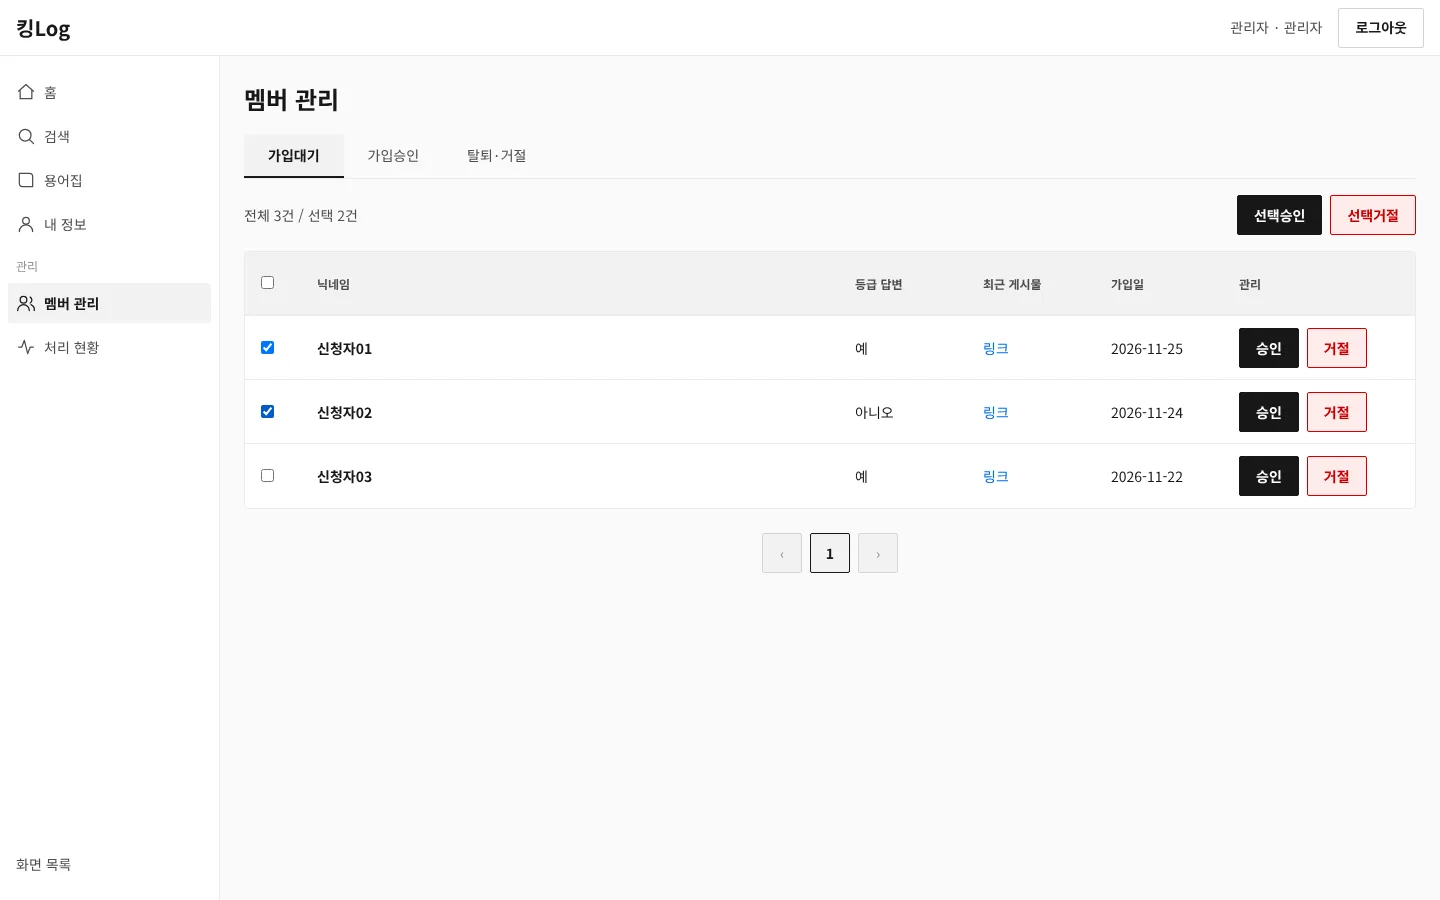 킹Log
관리자 · 관리자
로그아웃
홈
검색
용어집
내 정보
관리
멤버 관리
처리 현황
화면 목록
멤버 관리
가입대기
가입승인
탈퇴·거절
전체 3건 / 선택 2건
선택승인
선택거절
닉네임 등급 답변 최근 게시물 가입일 관리
신청자01 예 링크 2026-11-25 승인 거절
신청자02 아니오 링크 2026-11-24 승인 거절
신청자03 예 링크 2026-11-22 승인 거절
‹ 1 ›